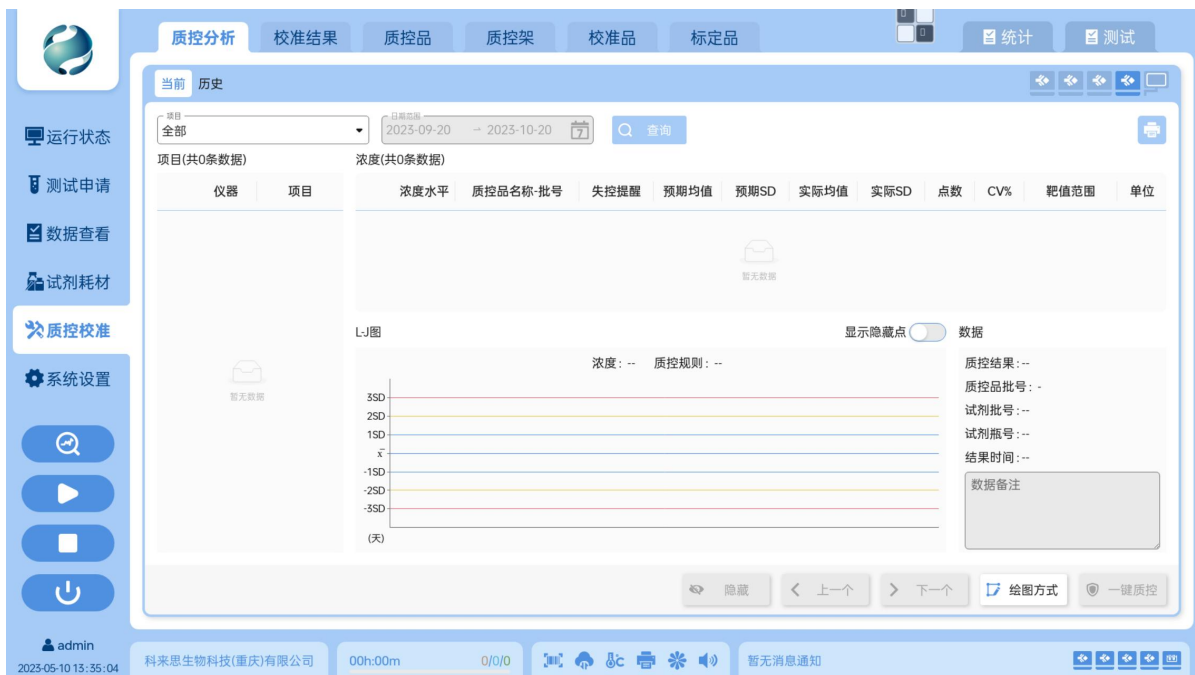 质控分析 校准结果 质控品 质控架 校准品 标定品 统计 测试
当前 历史
运行状态
测试申请
数据查看
试剂耗材
质控校准
系统设置
项目
全部
日期范围
2023-09-20 → 2023-10-20 7 查询
项目(共0条数据) 浓度(共0条数据)
仪器 项目 浓度水平 质控品名称-批号 失控提醒 预期均值 预期SD 实际均值 实际SD 点数 CV% 靶值范围 单位
暂无数据
暂无数据
L-J图 显示隐藏点 数据
浓度: -- 质控规则: --
3SD
2SD
1SD
x̄
-1SD
-2SD
-3SD
(天)
质控结果:--
质控品批号: -
试剂批号:--
试剂瓶号:--
结果时间:--
数据备注
隐藏 上一个 下一个 绘图方式 一键质控
admin
2023-05-10 13:35:04
科来思生物科技(重庆)有限公司 00h:00m 0/0/0 暂无消息通知